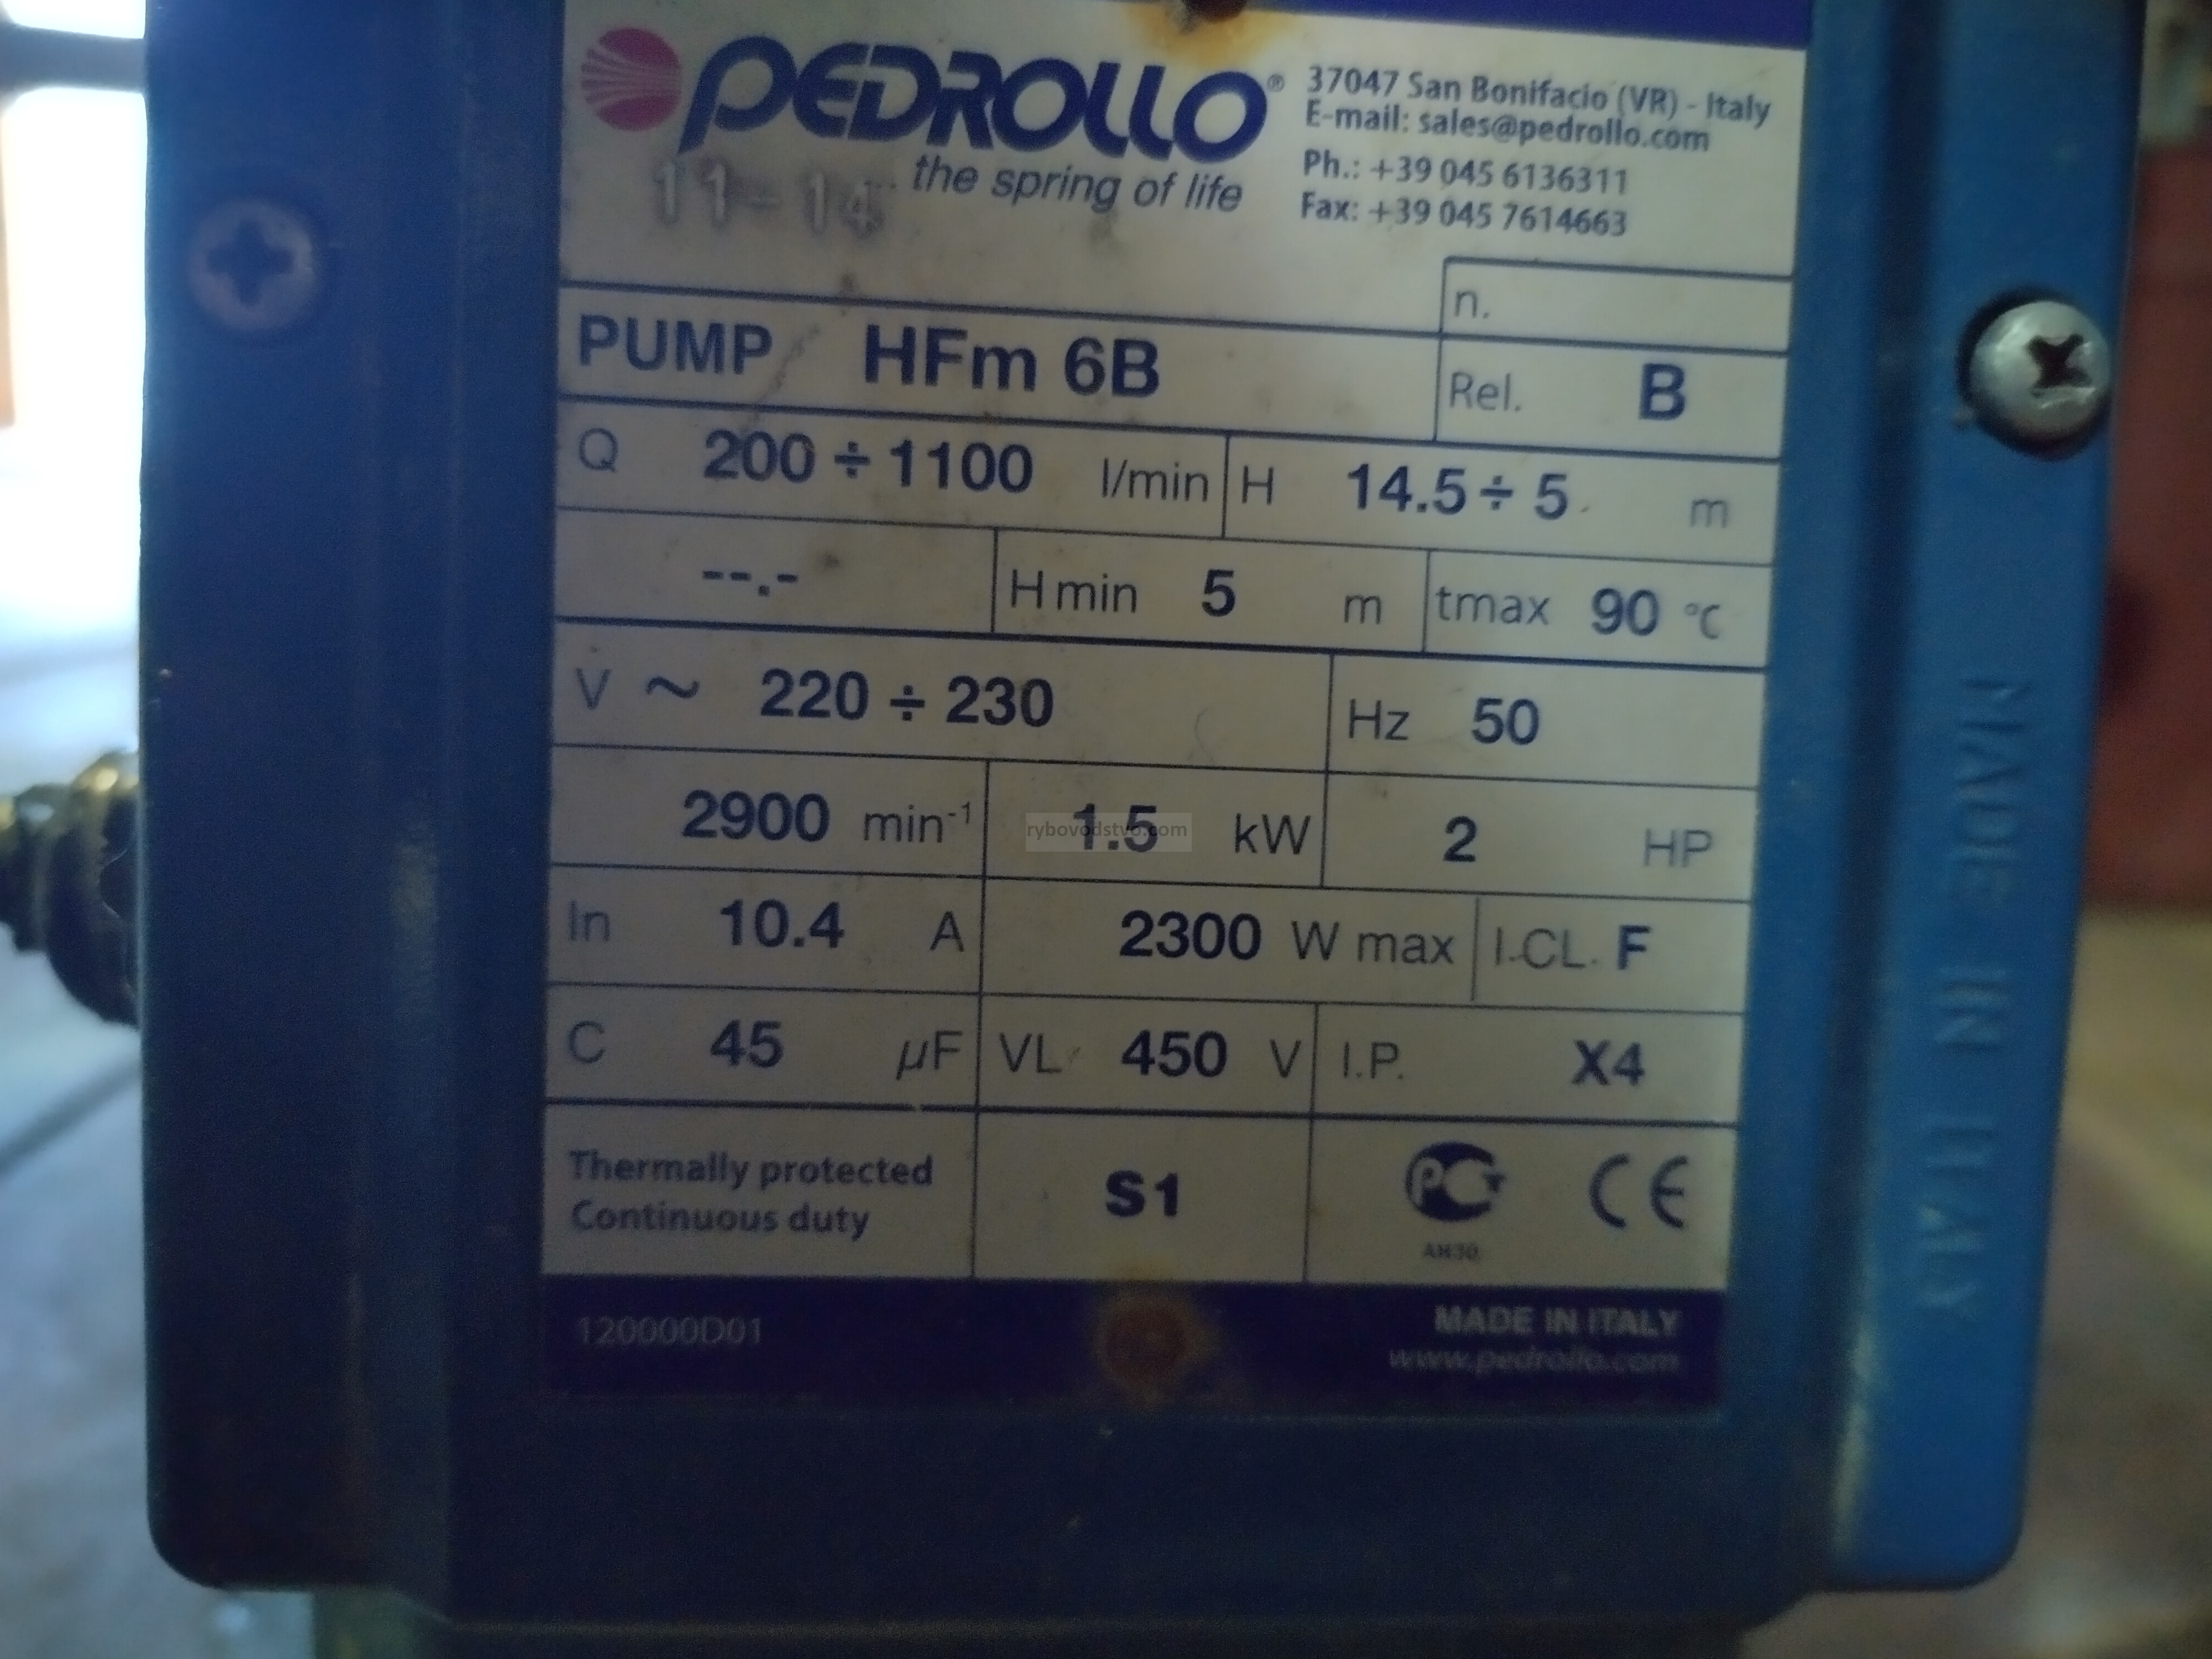 PEDROLLO®
the spring of life
11-14
37047 San Bonifacio (VR) - Italy
E-mail: sales@pedrollo.com
Ph.: +39 045 6136311
Fax: +39 045 7614663
n.
PUMP HFm 6B Rel. B
Q 200 ÷ 1100 l/min H 14.5 ÷ 5 m
--.- H min 5 m tmax 90 °C
V ~ 220 ÷ 230 Hz 50
2900 min⁻¹ 1.5 kW 2 HP
rybovodstvo.com
In 10.4 A 2300 W max I.CL. F
C 45 µF VL 450 V I.P. X4
Thermally protected
Continuous duty
S1
PCT CE
120000D01
MADE IN ITALY
www.pedrollo.com
MADE IN ITALY